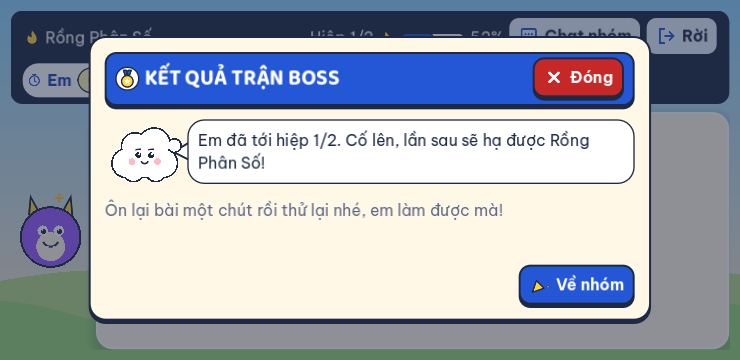 Rồng Phân Số
Em
Rời
KẾT QUẢ TRẬN BOSS
Đóng
Em đã tới hiệp 1/2. Cố lên, lần sau sẽ hạ được Rồng
Phân Số!
Ôn lại bài một chút rồi thử lại nhé, em làm được mà!
Về nhóm